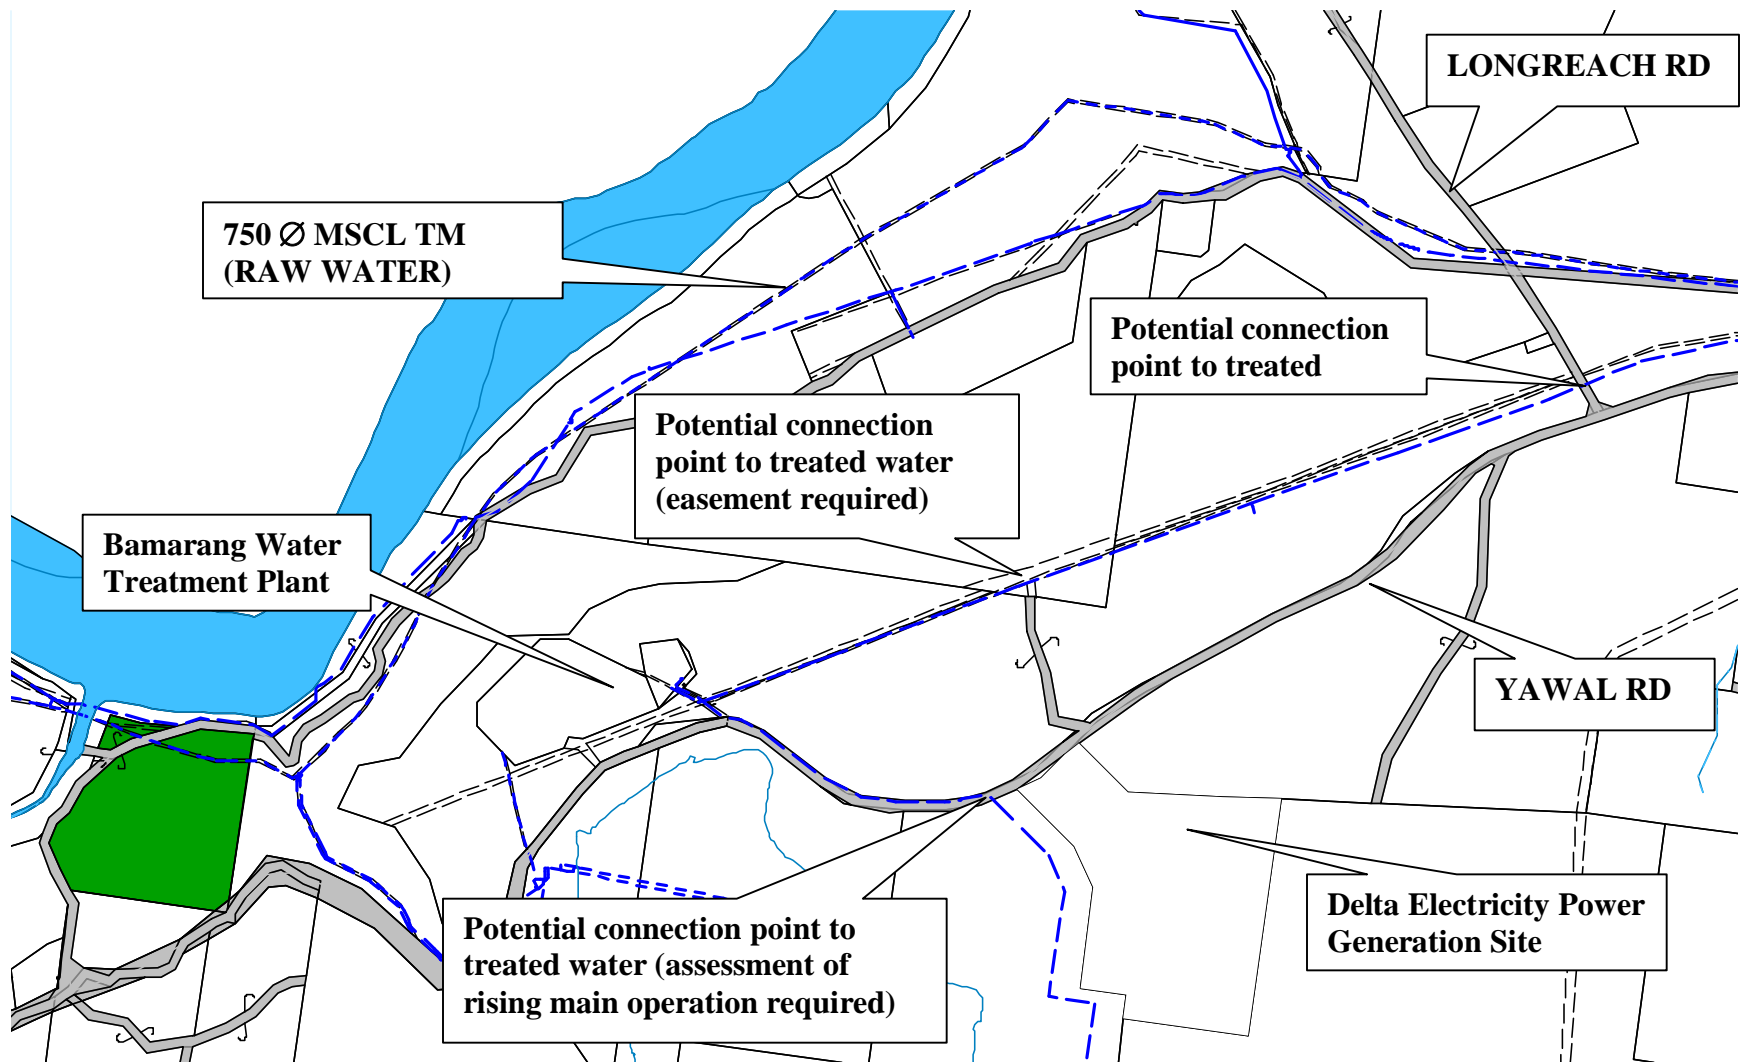 LONGREACH RD
750 Ø MSCL TM
(RAW WATER)
Potential connection
point to treated
Potential connection
point to treated water
(easement required)
Bamarang Water
Treatment Plant
YAWAL RD
Delta Electricity Power
Generation Site
Potential connection point to
treated water (assessment of
rising main operation required)